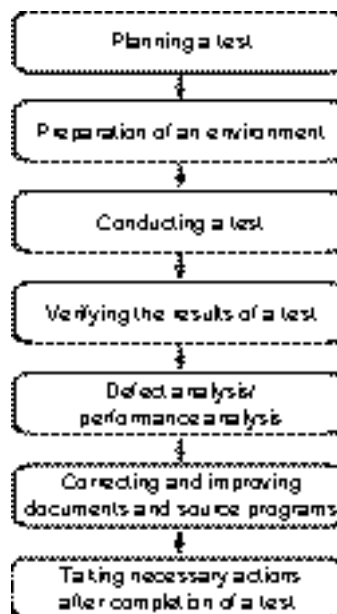 Planning a test
Preparation of an environment
Conducting a test
Verifying the results of a test
Defect analysis/
performance analysis
Correcting and improving
documents and source programs
Taking necessary actions
after completion of a test